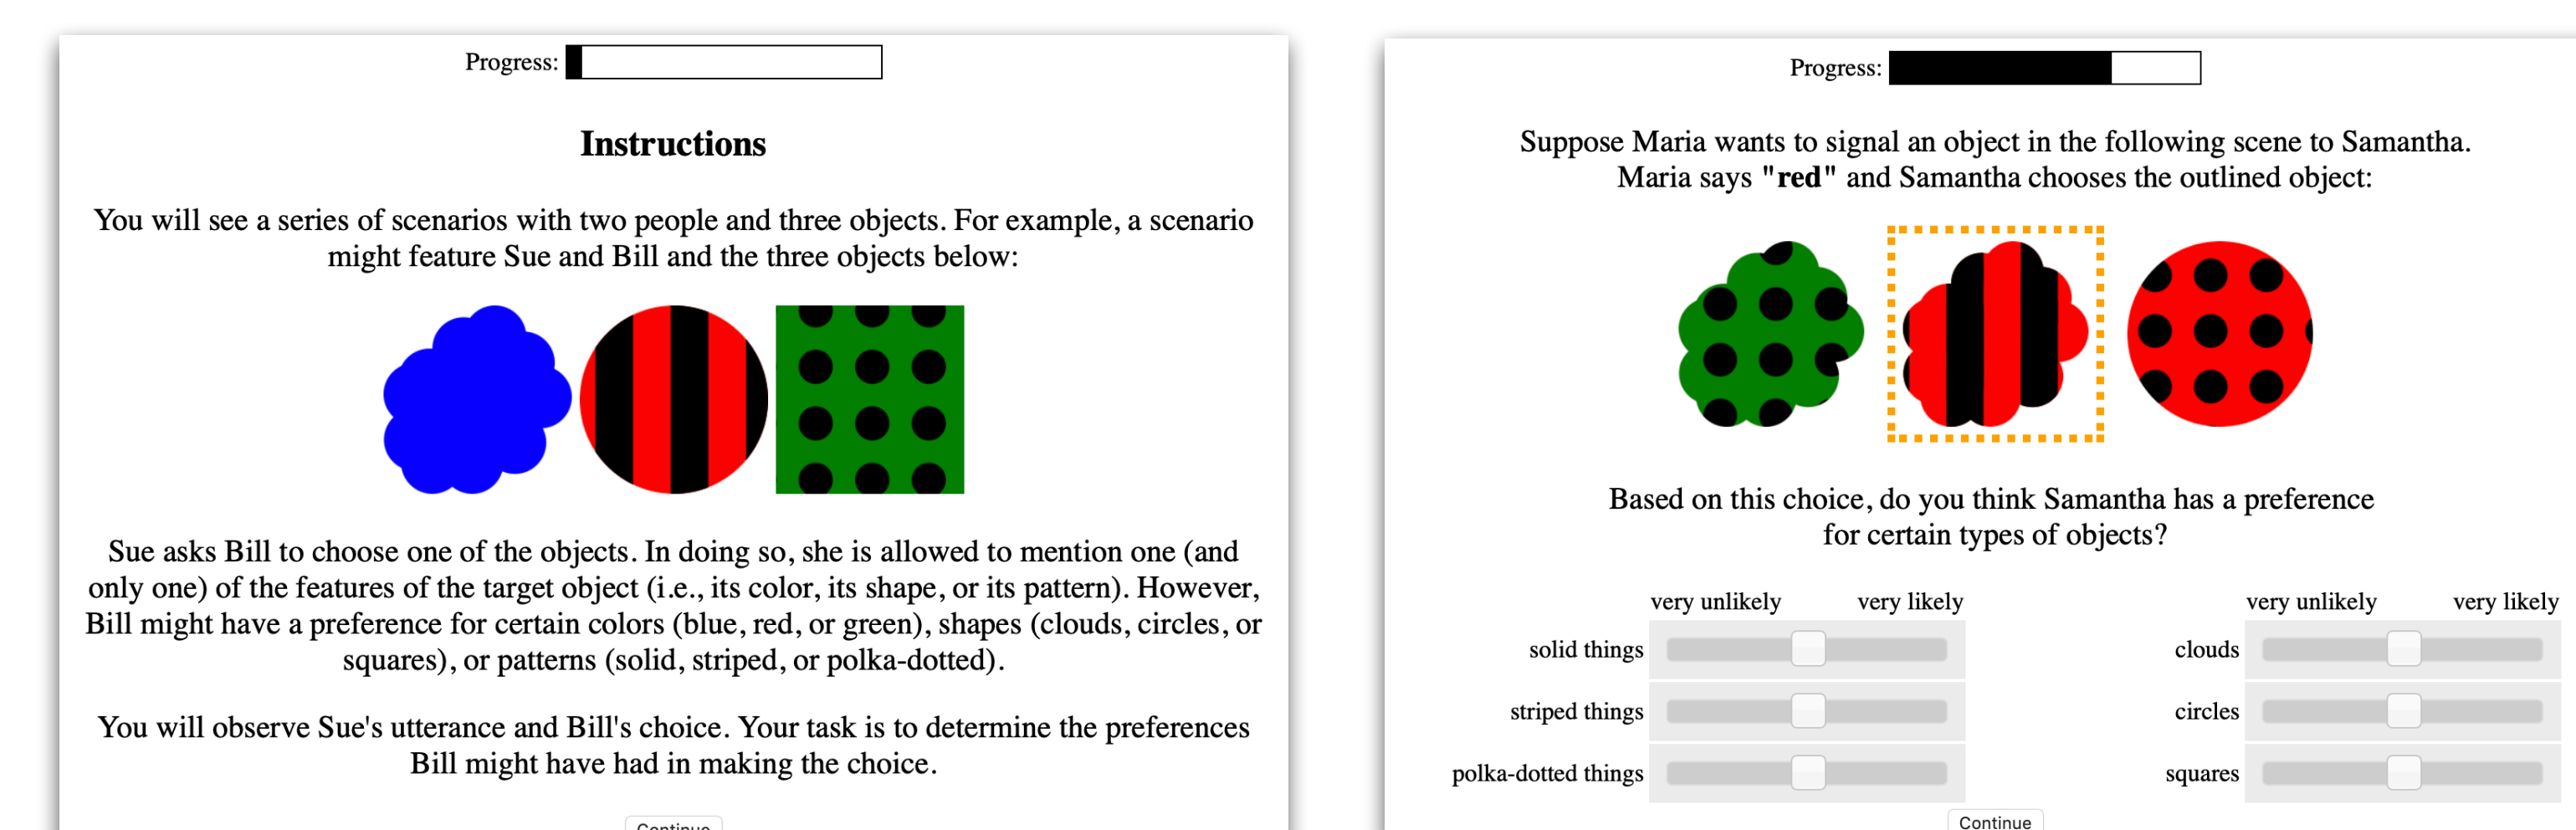 Progress:
Instructions
You will see a series of scenarios with two people and three objects. For example, a scenario
might feature Sue and Bill and the three objects below:
Sue asks Bill to choose one of the objects. In doing so, she is allowed to mention one (and
only one) of the features of the target object (i.e., its color, its shape, or its pattern). However,
Bill might have a preference for certain colors (blue, red, or green), shapes (clouds, circles, or
squares), or patterns (solid, striped, or polka-dotted).
You will observe Sue's utterance and Bill's choice. Your task is to determine the preferences
Bill might have had in making the choice.
Continue
Progress:
Suppose Maria wants to signal an object in the following scene to Samantha.
Maria says "red" and Samantha chooses the outlined object:
Based on this choice, do you think Samantha has a preference
for certain types of objects?
very unlikely very likely
solid things
striped things
polka-dotted things
very unlikely very likely
clouds
circles
squares
Continue